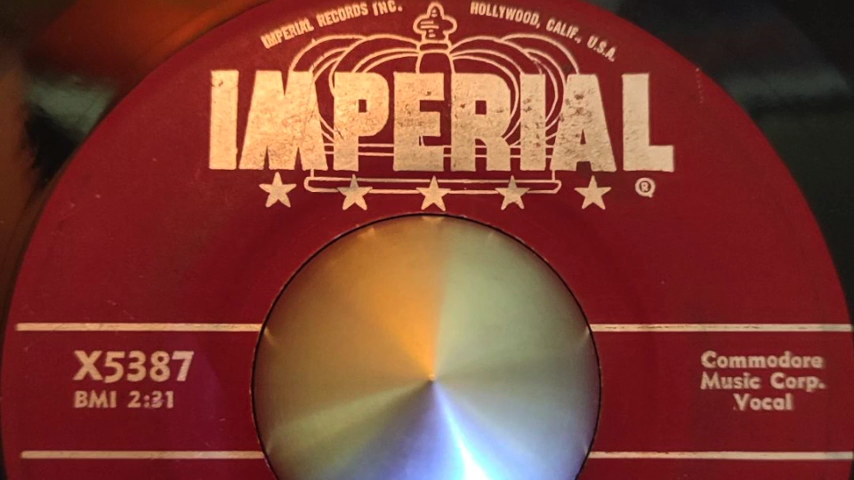 IMPERIAL RECORDS INC. HOLLYWOOD, CALIF., U.S.A.
IMPERIAL
®
X5387
BMI 2:31
Commodore
Music Corp.
Vocal